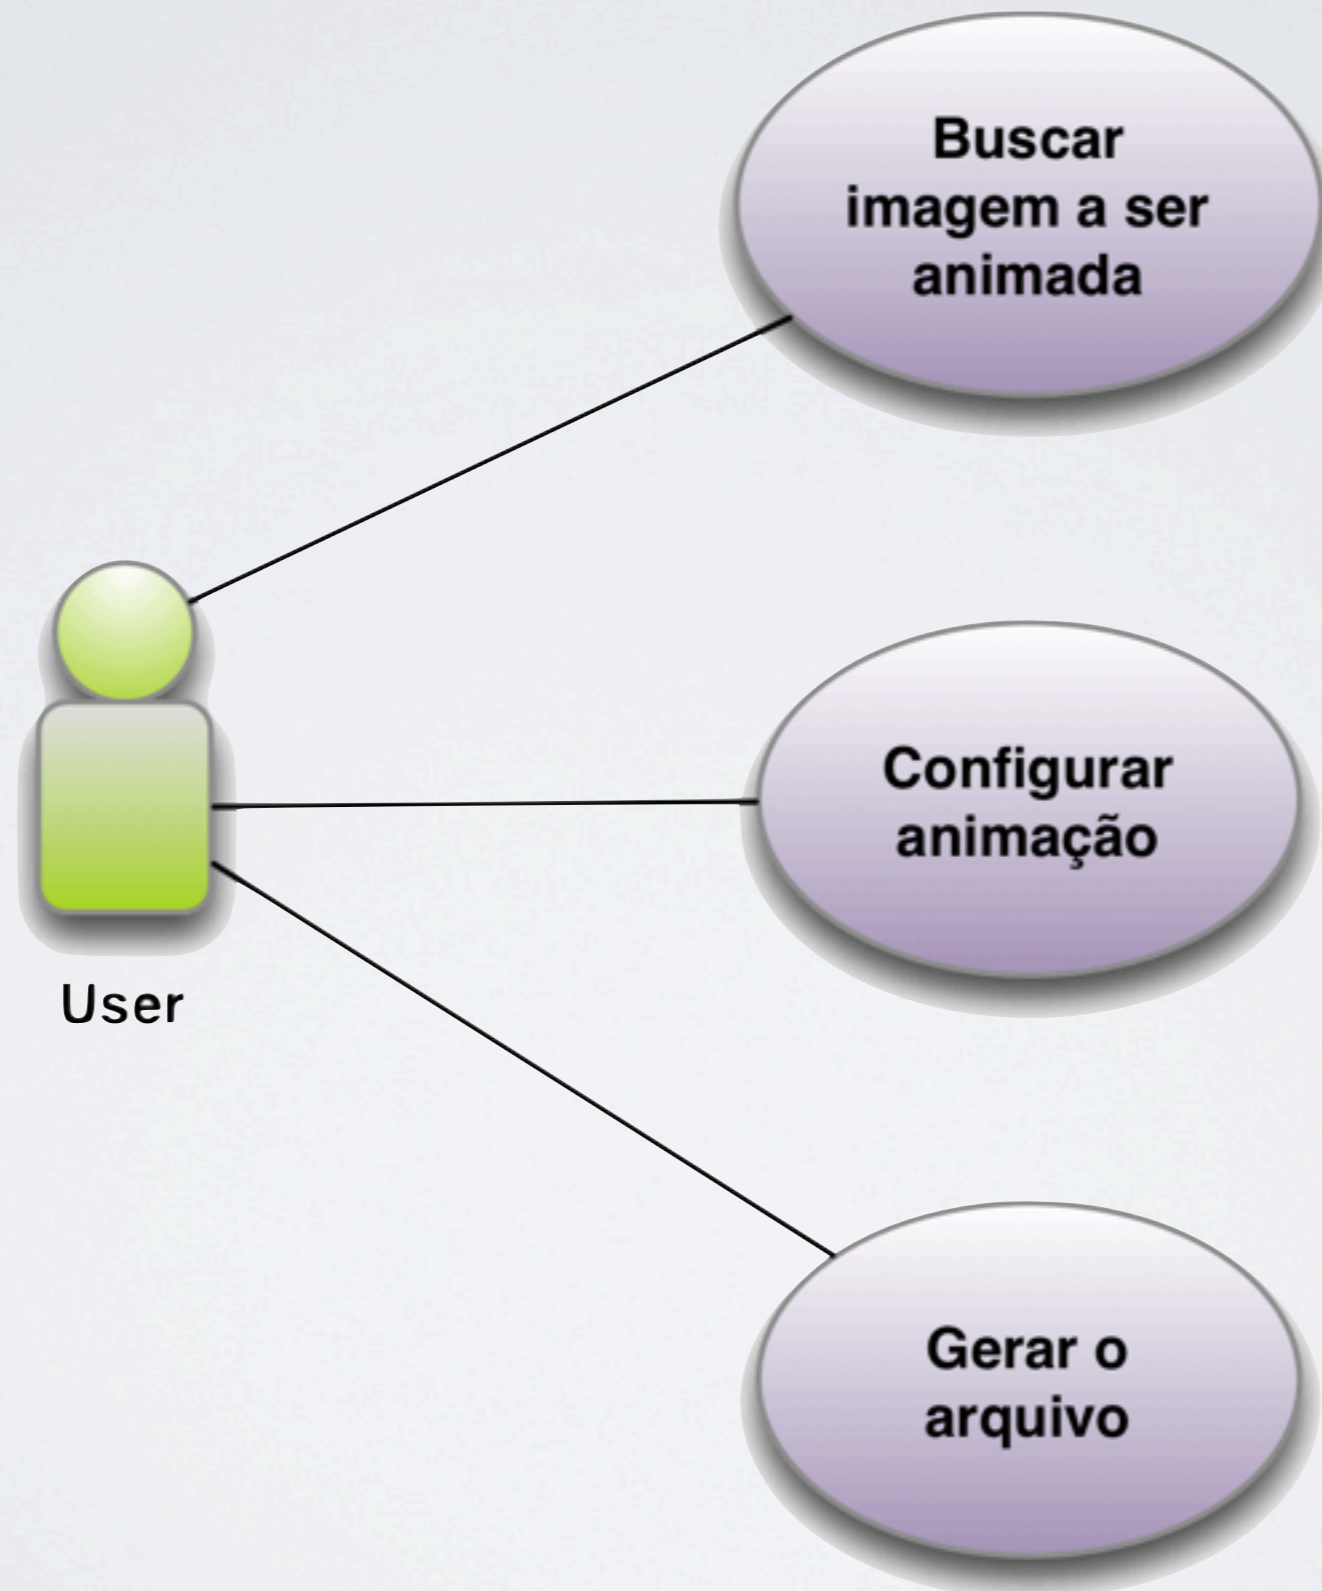 Buscar
imagem a ser
animada
Configurar
animação
User
Gerar o
arquivo